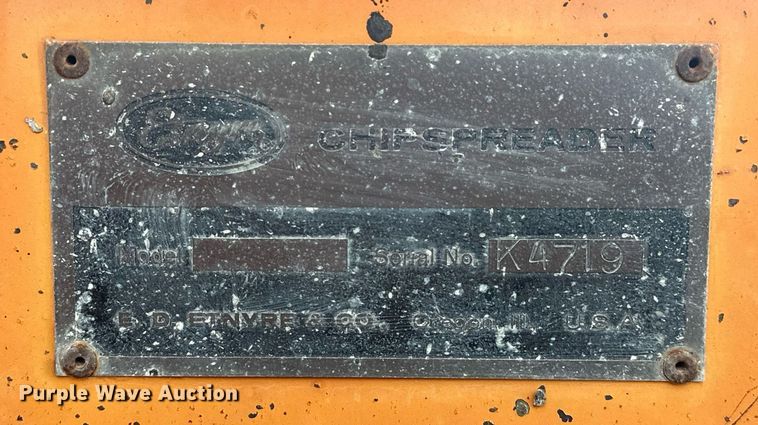 Etnyre CHIPSPREADER
Model Serial No. K4719
E. D. ETNYRE & CO. Oregon, Ill. U.S.A.
Purple Wave Auction